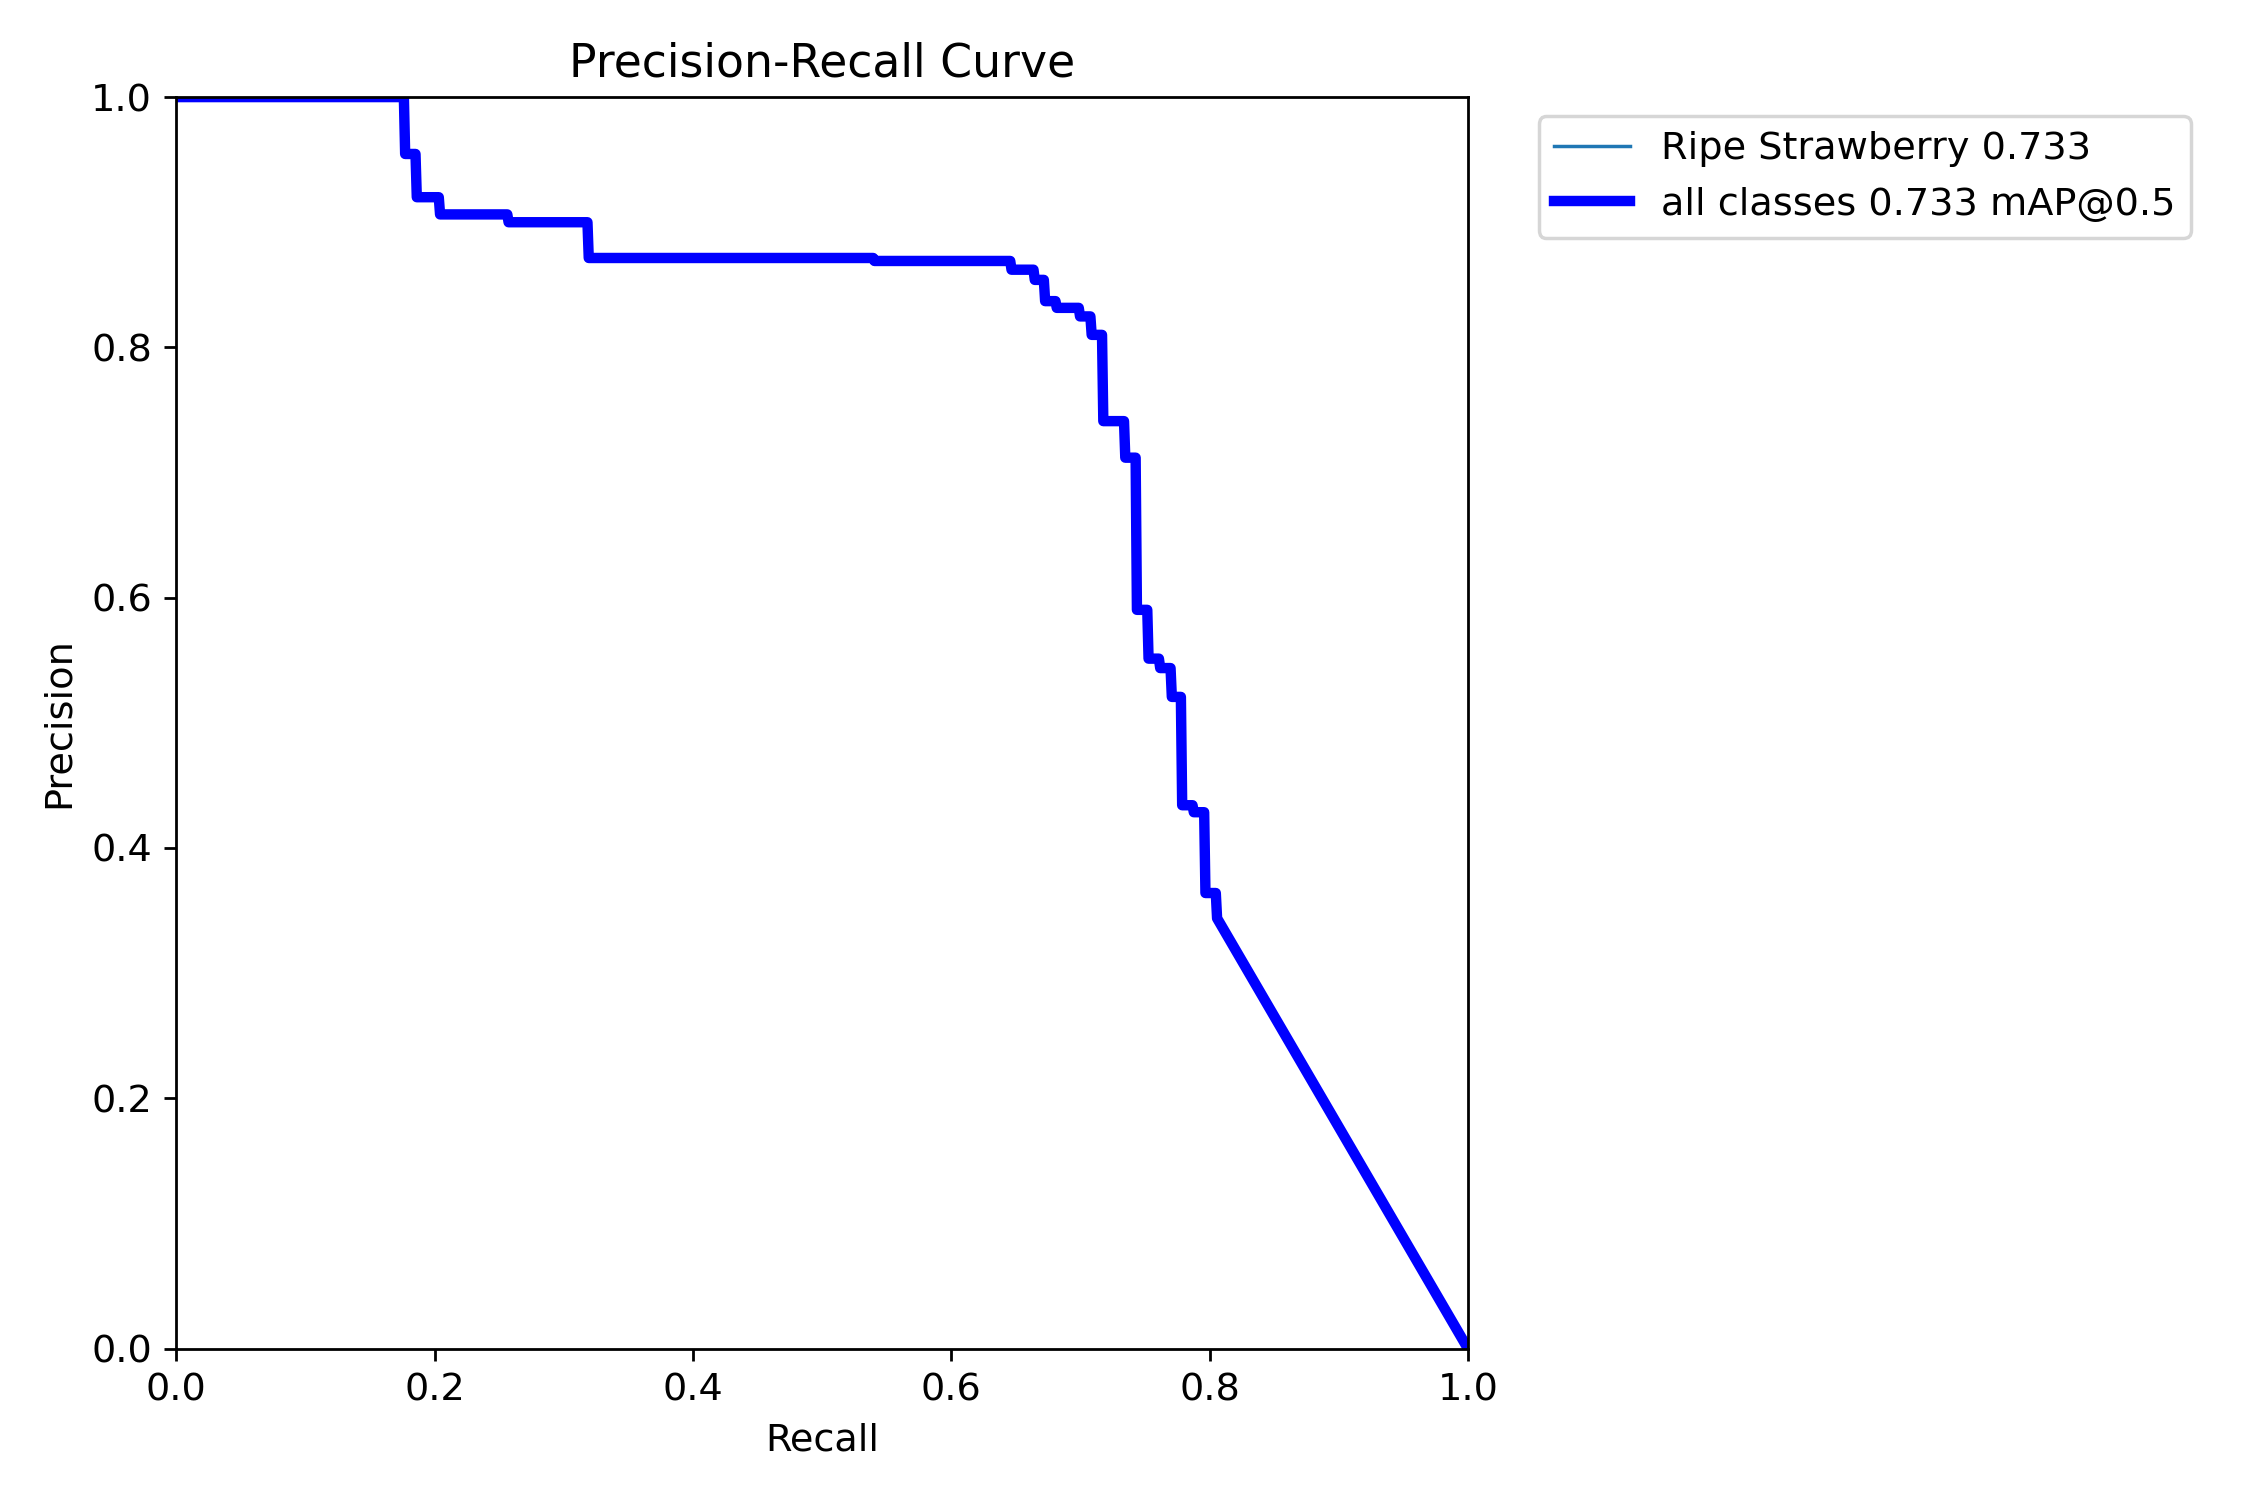 Precision-Recall Curve
1.0
0.8
0.6
0.4
0.2
0.0
Precision
0.0 0.2 0.4 0.6 0.8 1.0
Recall
Ripe Strawberry 0.733
all classes 0.733 mAP@0.5